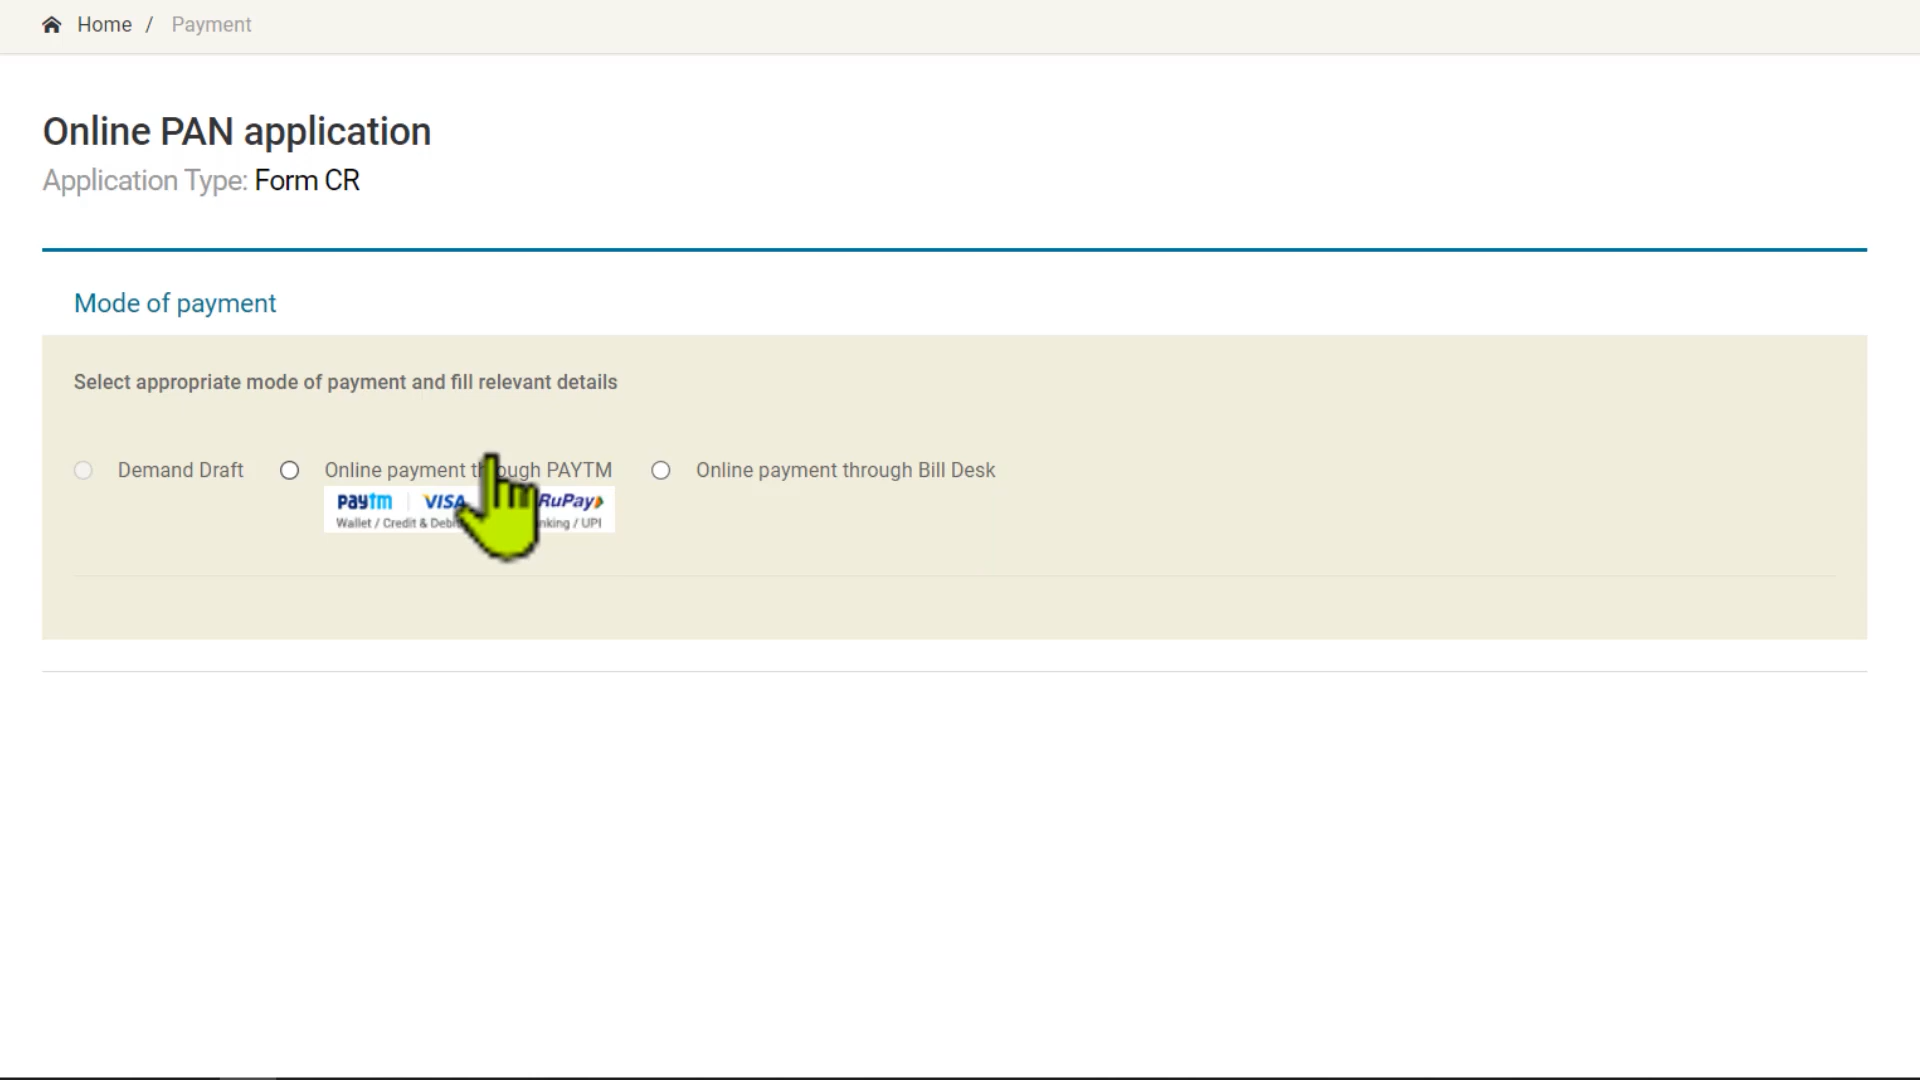 Home / Payment
Online PAN application
Application Type: Form CR
Mode of payment
Select appropriate mode of payment and fill relevant details
Demand Draft Online payment PAYTM Online payment through Bill Desk
paytm VISA RuPay
Wallet / Credit & / UPI